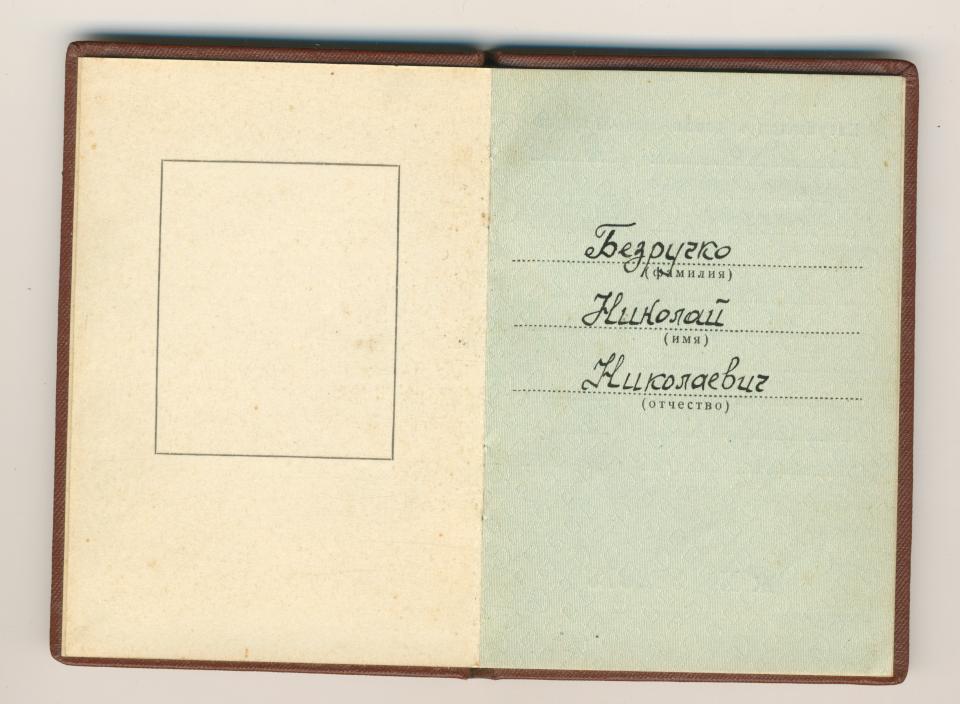 Безручко
(фамилия)
Николай
(имя)
Николаевич
(отчество)